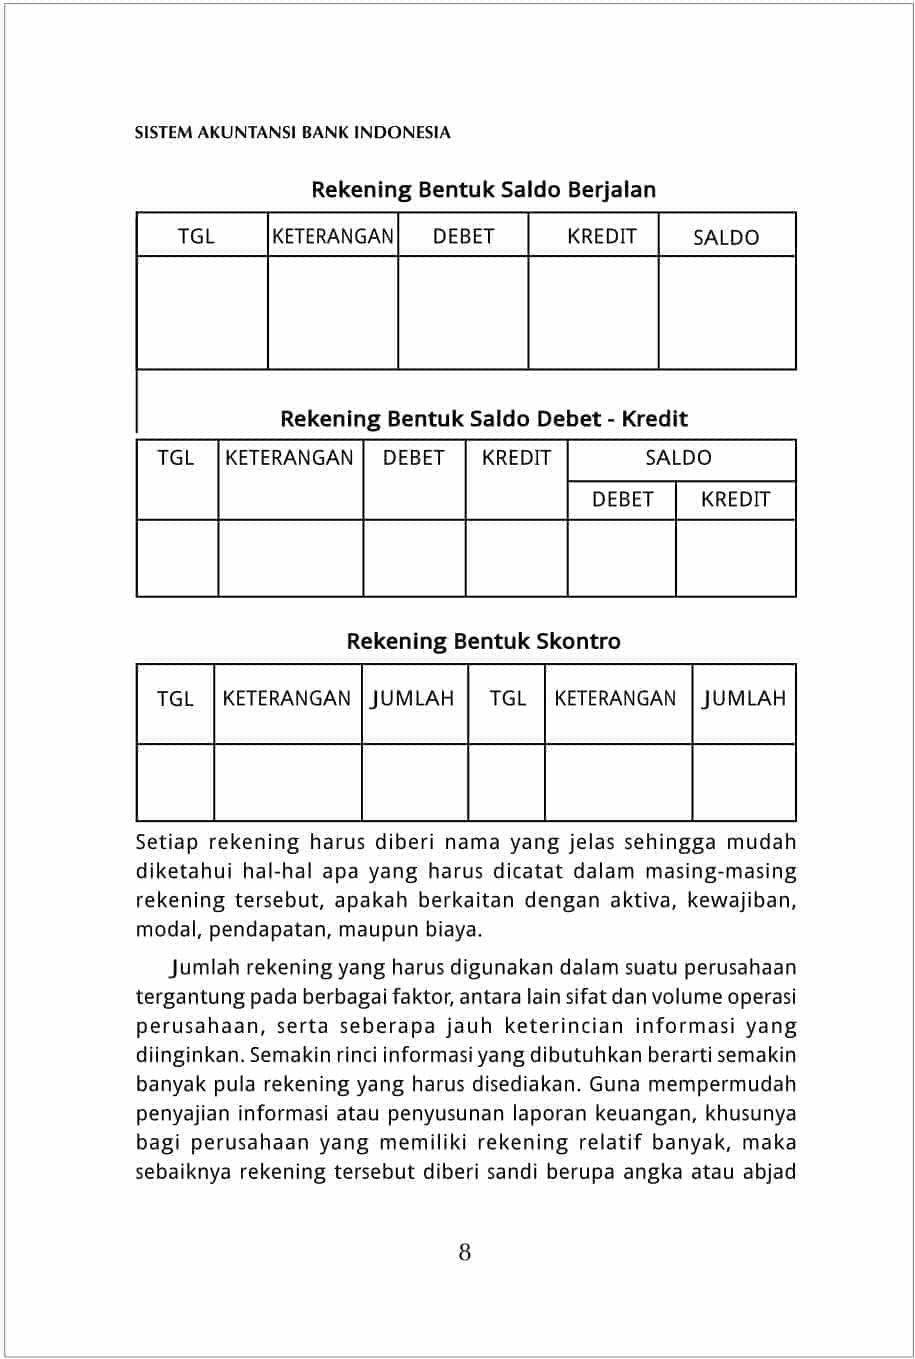 SISTEM AKUNTANSI BANK INDONESIA
Rekening Bentuk Saldo Berjalan
TGL KETERANGAN DEBET KREDIT SALDO
Rekening Bentuk Saldo Debet - Kredit
TGL KETERANGAN DEBET KREDIT SALDO
DEBET KREDIT
Rekening Bentuk Skontro
TGL KETERANGAN JUMLAH TGL KETERANGAN JUMLAH
Setiap rekening harus diberi nama yang jelas sehingga mudah
diketahui hal-hal apa yang harus dicatat dalam masing-masing
rekening tersebut, apakah berkaitan dengan aktiva, kewajiban,
modal, pendapatan, maupun biaya.
Jumlah rekening yang harus digunakan dalam suatu perusahaan
tergantung pada berbagai faktor, antara lain sifat dan volume operasi
perusahaan, serta seberapa jauh keterincian informasi yang
diinginkan. Semakin rinci informasi yang dibutuhkan berarti semakin
banyak pula rekening yang harus disediakan. Guna mempermudah
penyajian informasi atau penyusunan laporan keuangan, khusunya
bagi perusahaan yang memiliki rekening relatif banyak, maka
sebaiknya rekening tersebut diberi sandi berupa angka atau abjad
8